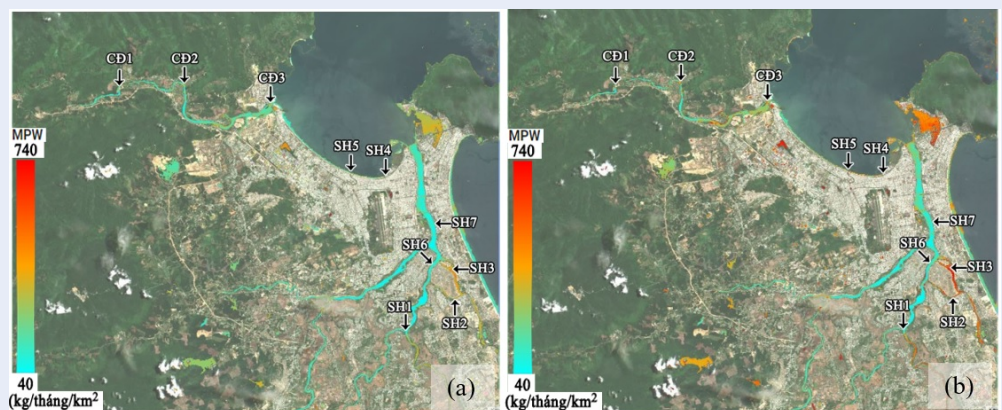 CĐ1
CĐ2
CĐ3
MPW
740
SH5
SH4
SH7
SH6
SH3
SH1
SH2
40
(kg/tháng/km²
(a)
CĐ1
CĐ2
CĐ3
MPW
740
SH5
SH4
SH7
SH6
SH3
SH1
SH2
40
(kg/tháng/km²
(b)